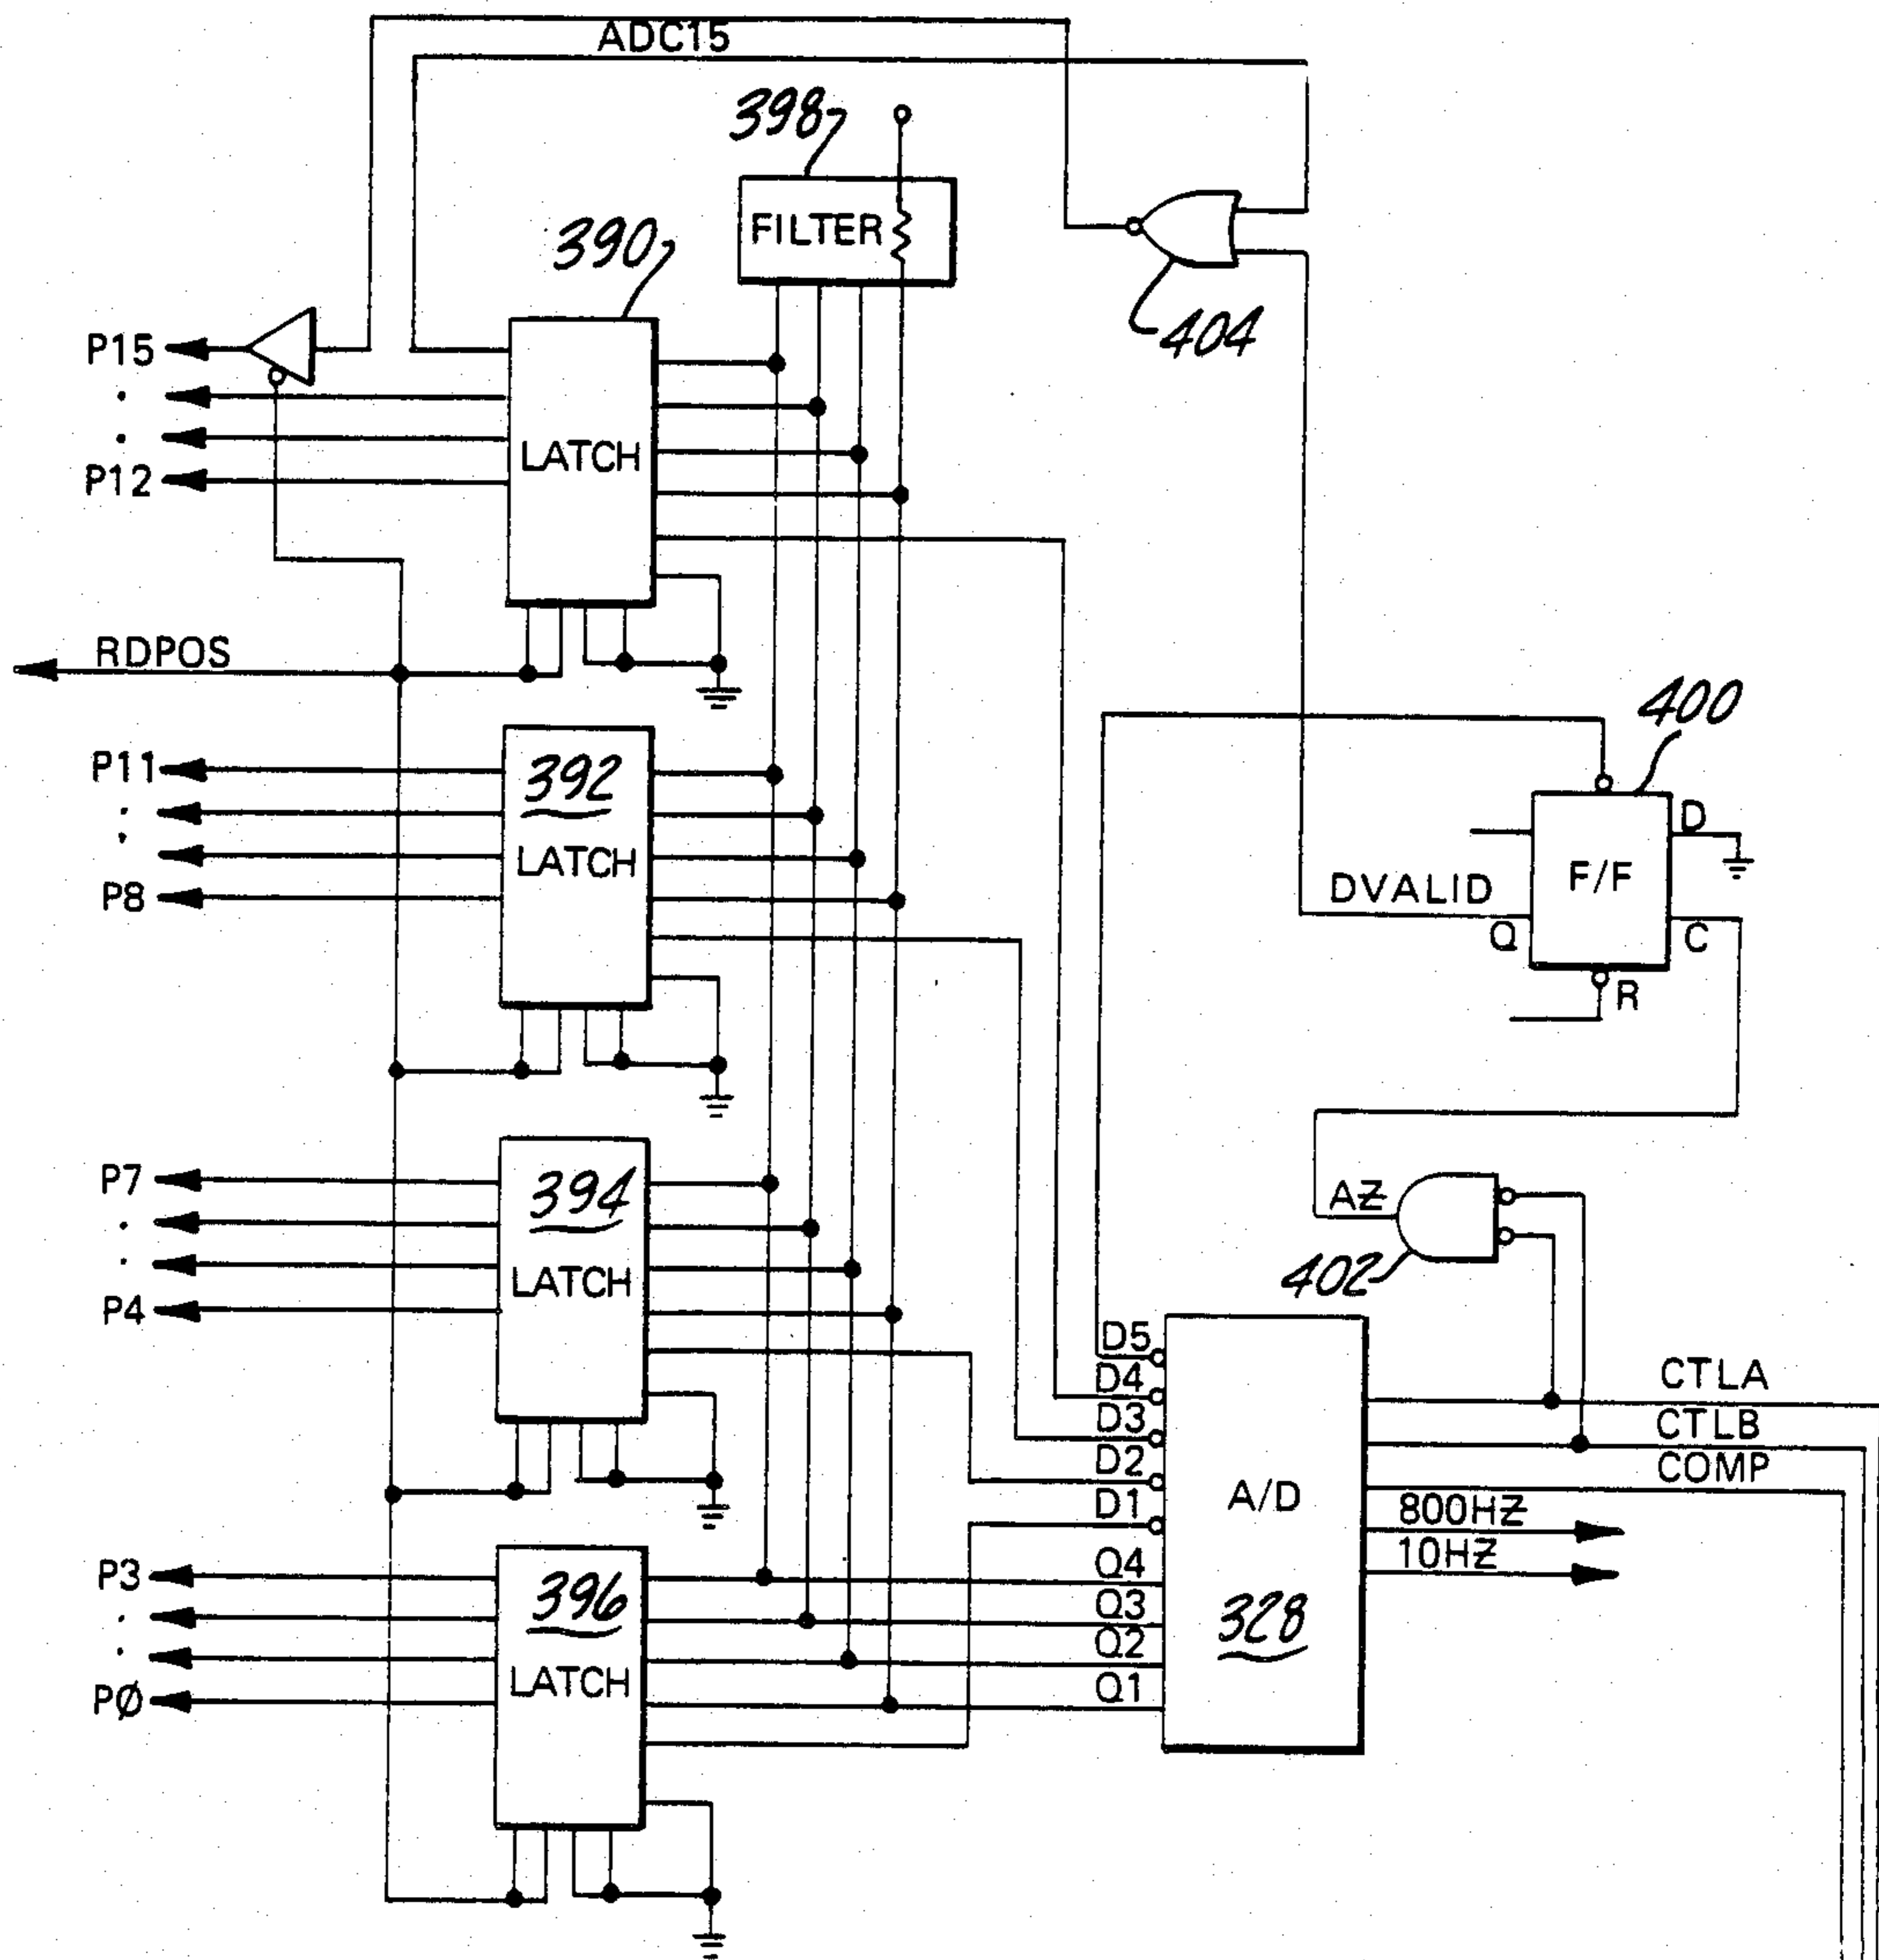 ADC15
398
FILTER
390
404
P15
.
.
P12
LATCH
RDPOS
400
P11
.
.
P8
392
LATCH
D
F/F
DVALID
Q
C
R
P7
.
.
P4
394
LATCH
AZ
402
D5
D4
D3
D2
D1
Q4
Q3
Q2
Q1
A/D
328
CTLA
CTLB
COMP
800HZ
10HZ
P3
.
.
PØ
396
LATCH